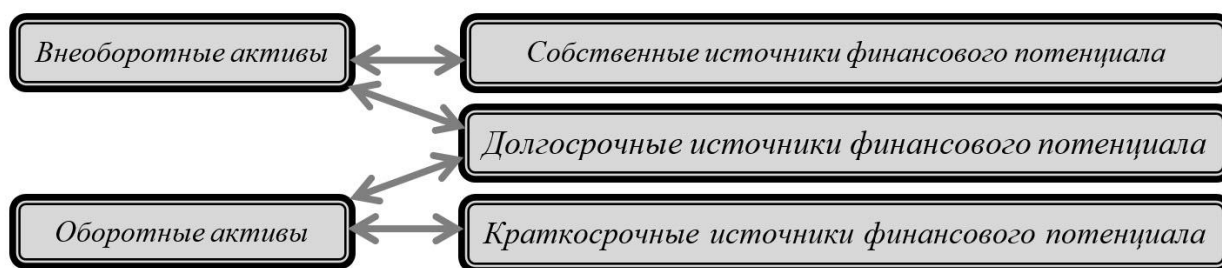 Внеоборотные активы
Собственные источники финансового потенциала
Долгосрочные источники финансового потенциала
Оборотные активы
Краткосрочные источники финансового потенциала